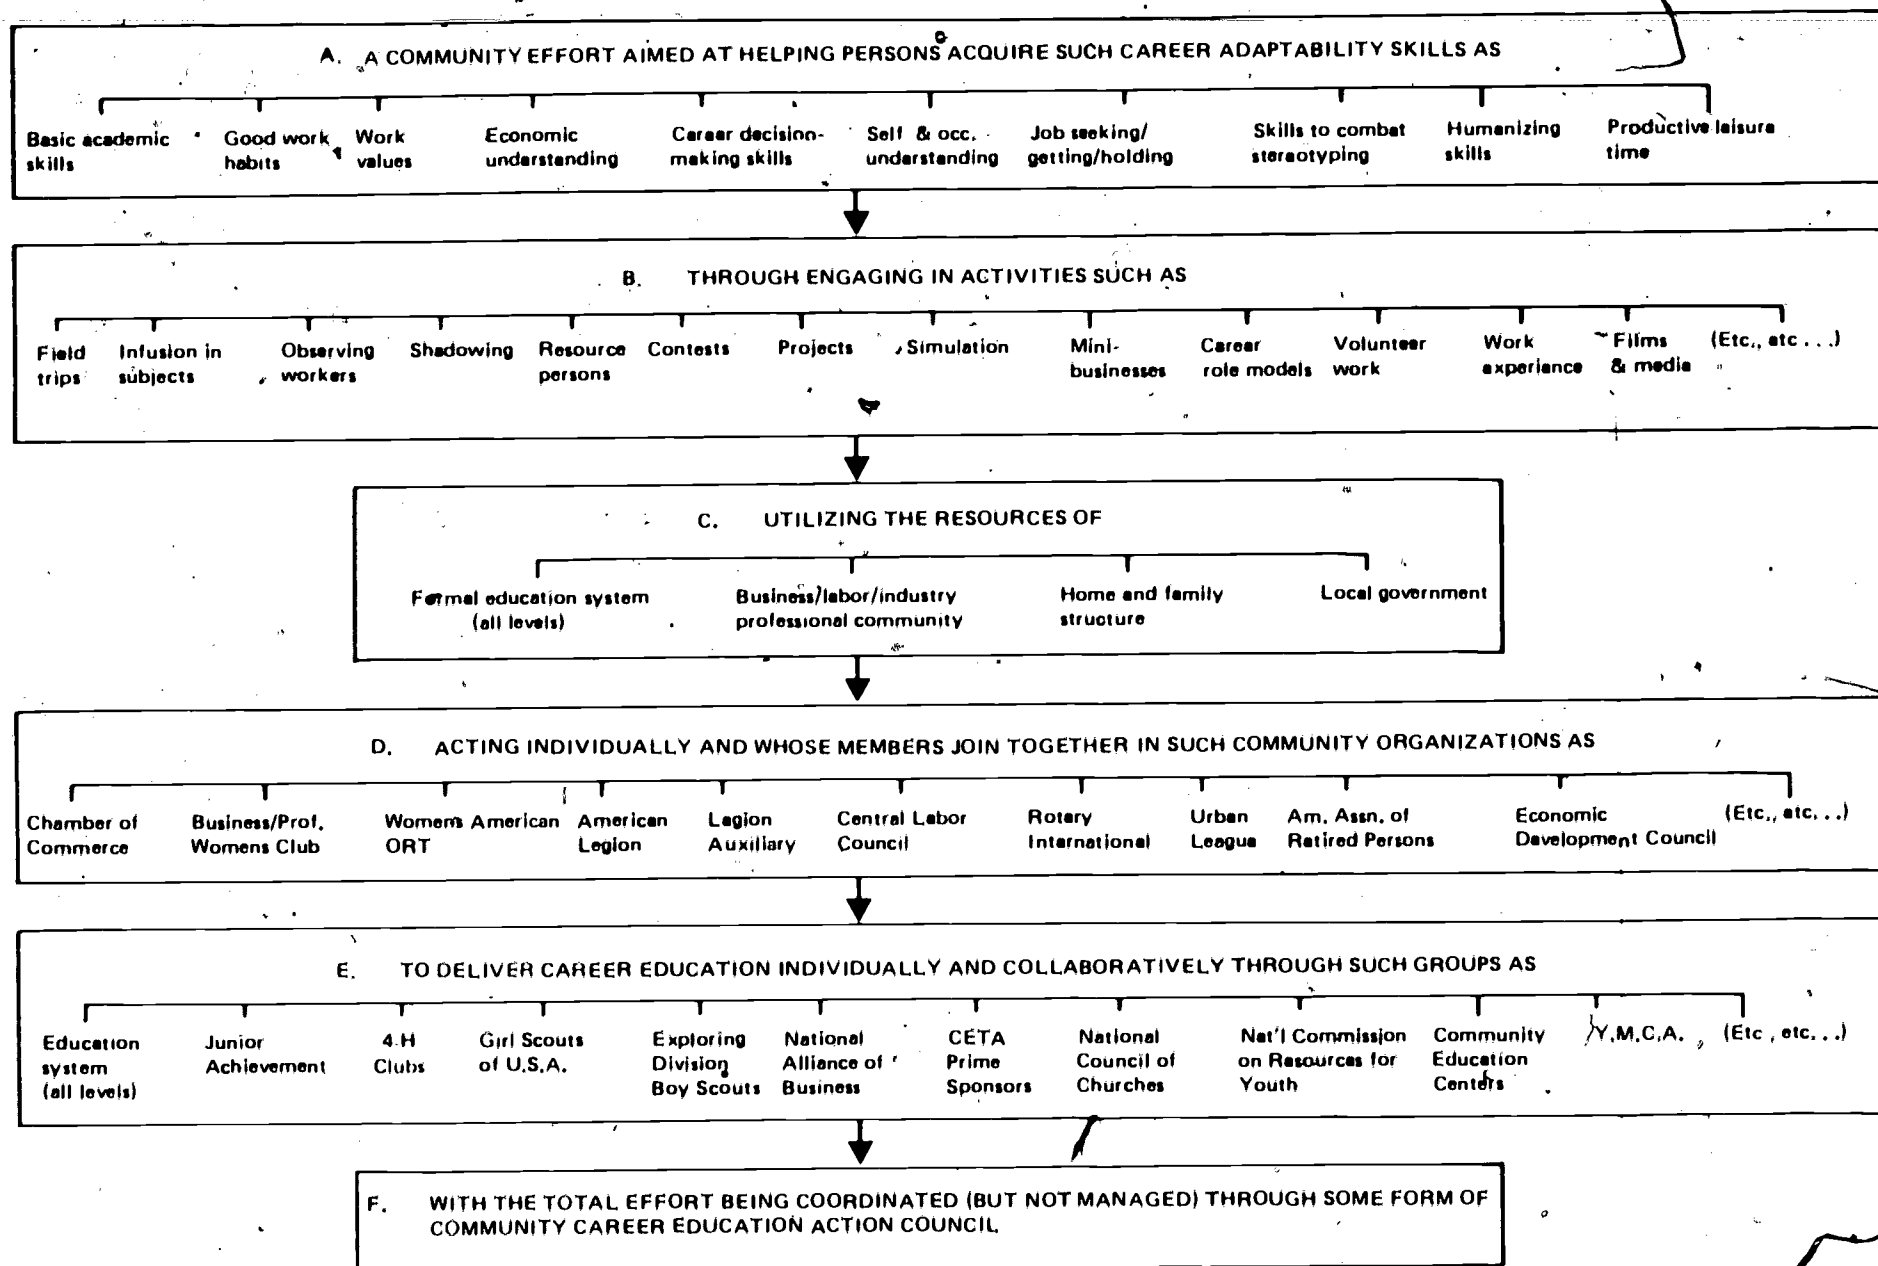 A. A COMMUNITY EFFORT AIMED AT HELPING PERSONS ACQUIRE SUCH CAREER ADAPTABILITY SKILLS AS
Basic academic
skills
Good work
habits
Work
values
Economic
understanding
Career decision-
making skills
Self & occ.
understanding
Job seeking/
getting/holding
Skills to combat
stereotyping
Humanizing
skills
Productive leisure
time
B. THROUGH ENGAGING IN ACTIVITIES SUCH AS
Field
trips
Infusion in
subjects
Observing
workers
Shadowing
Resource
persons
Contests
Projects
Simulation
Mini-
businesses
Career
role models
Volunteer
work
Work
experience
Films
& media
(Etc., etc . . .)
C. UTILIZING THE RESOURCES OF
Formal education system
(all levels)
Business/labor/industry
professional community
Home and family
structure
Local government
D. ACTING INDIVIDUALLY AND WHOSE MEMBERS JOIN TOGETHER IN SUCH COMMUNITY ORGANIZATIONS AS
Chamber of
Commerce
Business/Prof.
Womens Club
Womens American
ORT
American
Legion
Legion
Auxiliary
Central Labor
Council
Rotary
International
Urban
League
Am. Assn. of
Retired Persons
Economic
Development Council
(Etc., etc. . .)
E. TO DELIVER CAREER EDUCATION INDIVIDUALLY AND COLLABORATIVELY THROUGH SUCH GROUPS AS
Education
system
(all levels)
Junior
Achievement
4-H
Clubs
Girl Scouts
of U.S.A.
Exploring
Division
Boy Scouts
National
Alliance of
Business
CETA
Prime
Sponsors
National
Council of
Churches
Nat'l Commission
on Resources for
Youth
Community
Education
Centers
Y.M.C.A.
(Etc , etc. . .)
F. WITH THE TOTAL EFFORT BEING COORDINATED (BUT NOT MANAGED) THROUGH SOME FORM OF
COMMUNITY CAREER EDUCATION ACTION COUNCIL